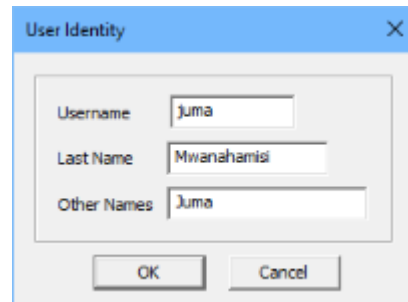 User Identity
Username juma
Last Name Mwanahamisi
Other Names Juma
OK Cancel